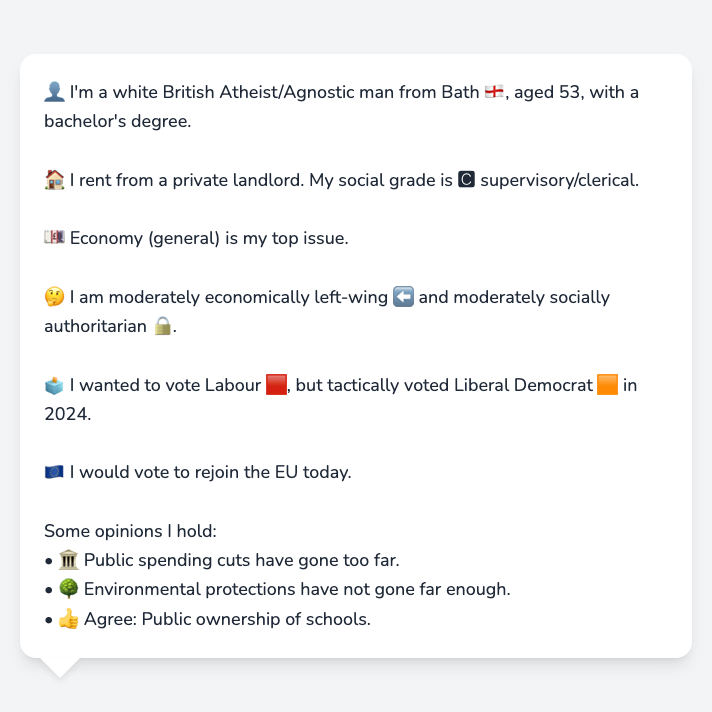 👤 I'm a white British Atheist/Agnostic man from Bath 🏴󠁧󠁢󠁥󠁮󠁧󠁿, aged 53, with a
bachelor's degree.
🏠 I rent from a private landlord. My social grade is 🅲 supervisory/clerical.
💷 Economy (general) is my top issue.
🤔 I am moderately economically left-wing ⬅️ and moderately socially
authoritarian 🔒.
🗳️ I wanted to vote Labour 🟥, but tactically voted Liberal Democrat 🟧 in
2024.
🇪🇺 I would vote to rejoin the EU today.
Some opinions I hold:
• 🏛️ Public spending cuts have gone too far.
• 🌳 Environmental protections have not gone far enough.
• 👍 Agree: Public ownership of schools.